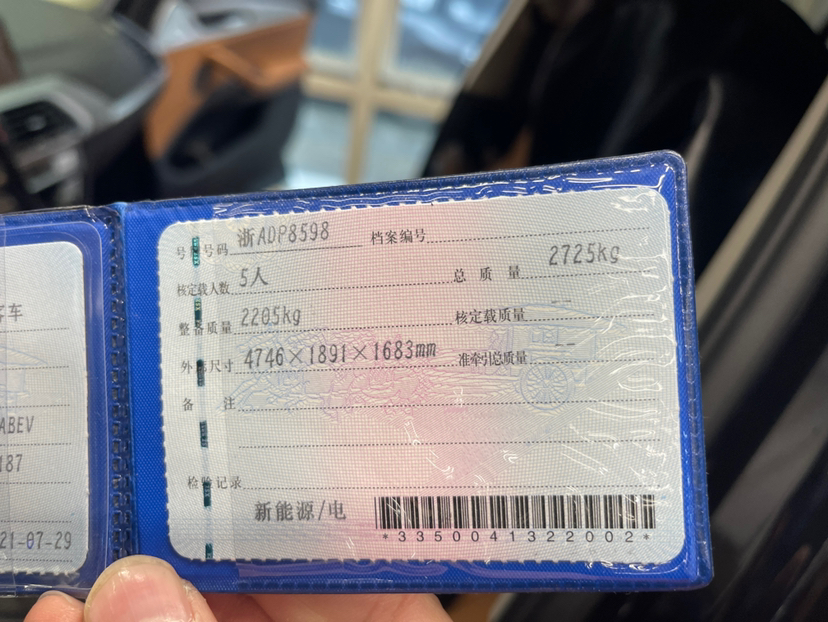 客车
ABEV
187
21-07-29
号牌号码 浙ADP8598 档案编号
核定载人数 5人 总质量 2725kg
整备质量 2205kg 核定载质量 --
外廓尺寸 4746×1891×1683mm 准牵引总质量 --
备注
检验记录
新能源/电
*3350041322002*